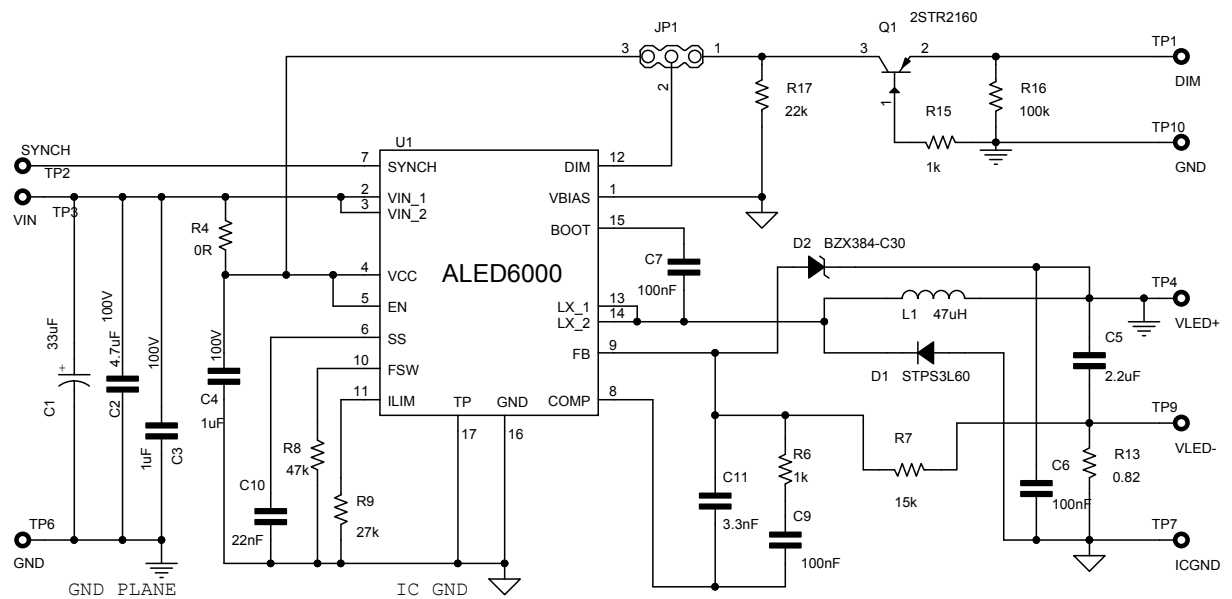 2STR2160
Q1
JP1
3
1
3
2
TP1
2
DIM
R17
22k
1
R15
1k
R16
100k
TP10
GND
SYNCH
TP2
U1
7
SYNCH
DIM
12
VIN
TP3
2
VIN_1
3
VIN_2
VBIAS
1
R4
0R
BOOT
15
D2
BZX384-C30
4
VCC
ALED6000
C7
100nF
5
EN
LX_1
13
LX_2
14
L1
47uH
TP4
VLED+
6
SS
33uF
4.7uF
100V
100V
100V
FB
9
D1
STPS3L60
C5
2.2uF
10
FSW
+
C1
C2
C4
1uF
11
ILIM
TP
GND
COMP
8
17
16
1uF
C3
R8
47k
R7
15k
TP9
VLED-
R6
1k
R13
0.82
C10
22nF
R9
27k
C11
3.3nF
C9
100nF
C6
100nF
TP6
GND
TP7
ICGND
GND PLANE
IC GND